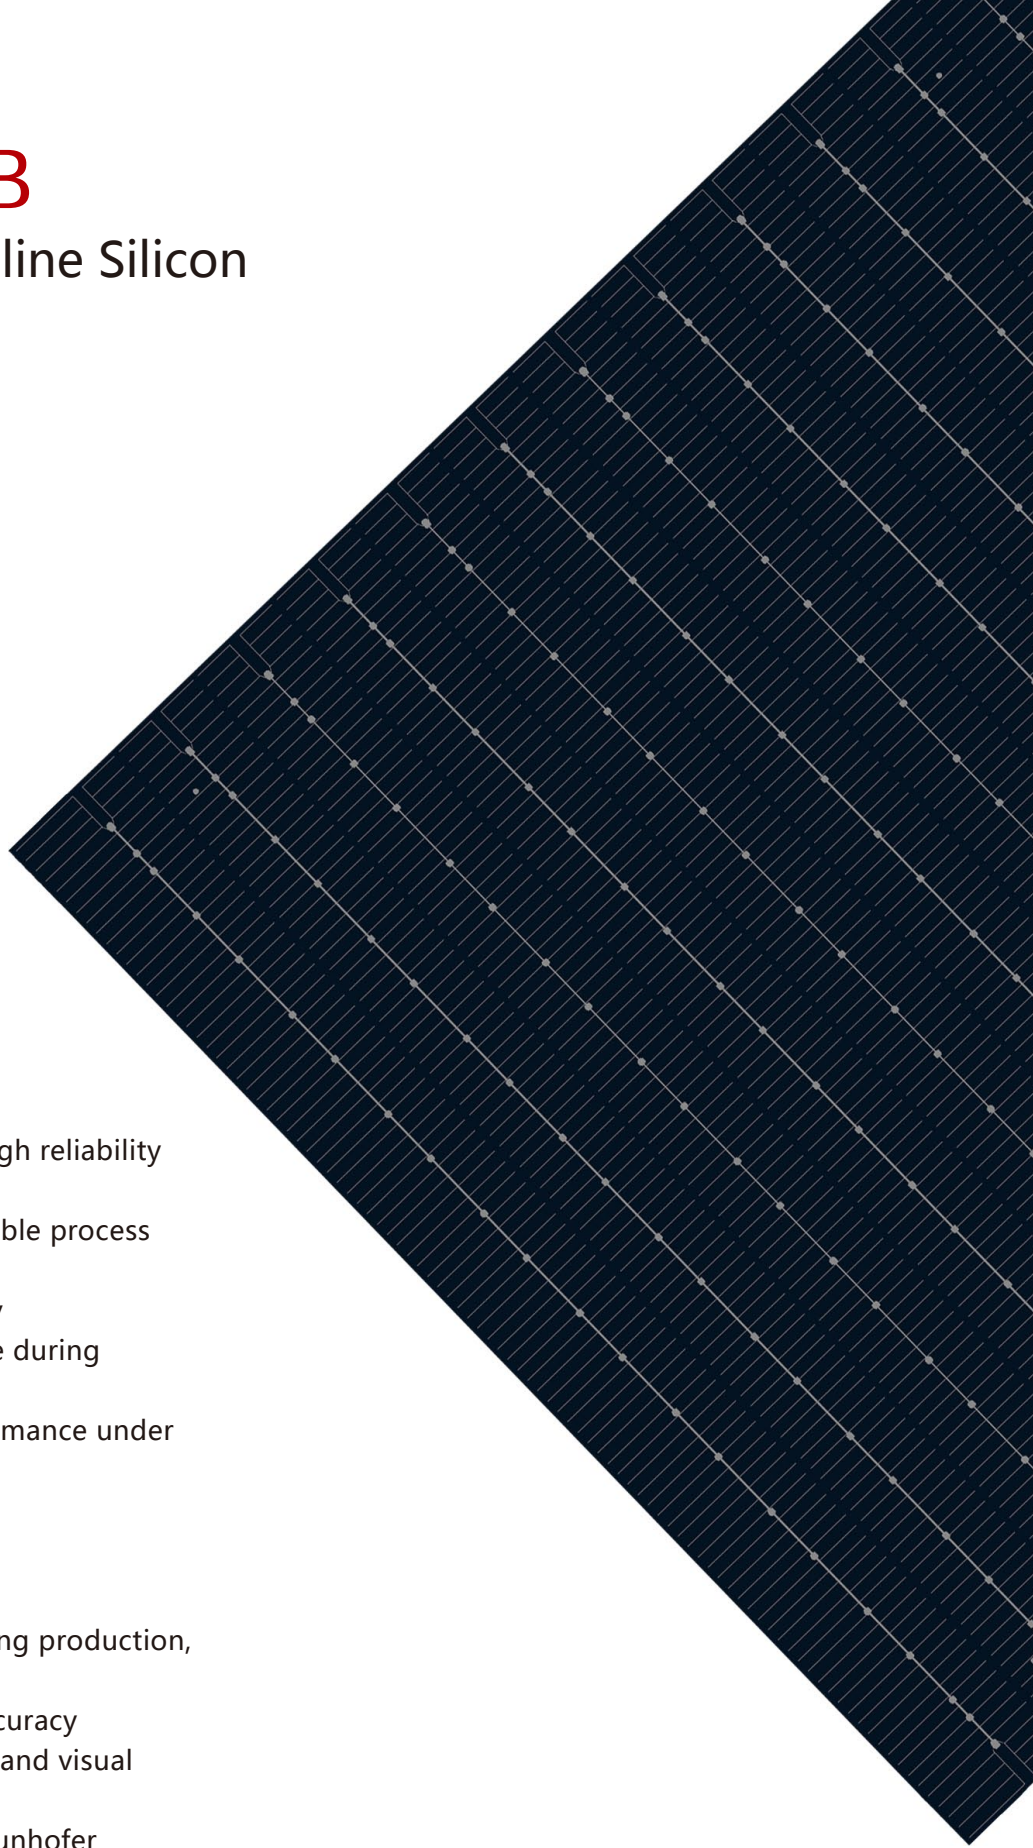 B
line Silicon
gh reliability
ble process
y
e during
mance under
ng production,
curacy
and visual
unhofer